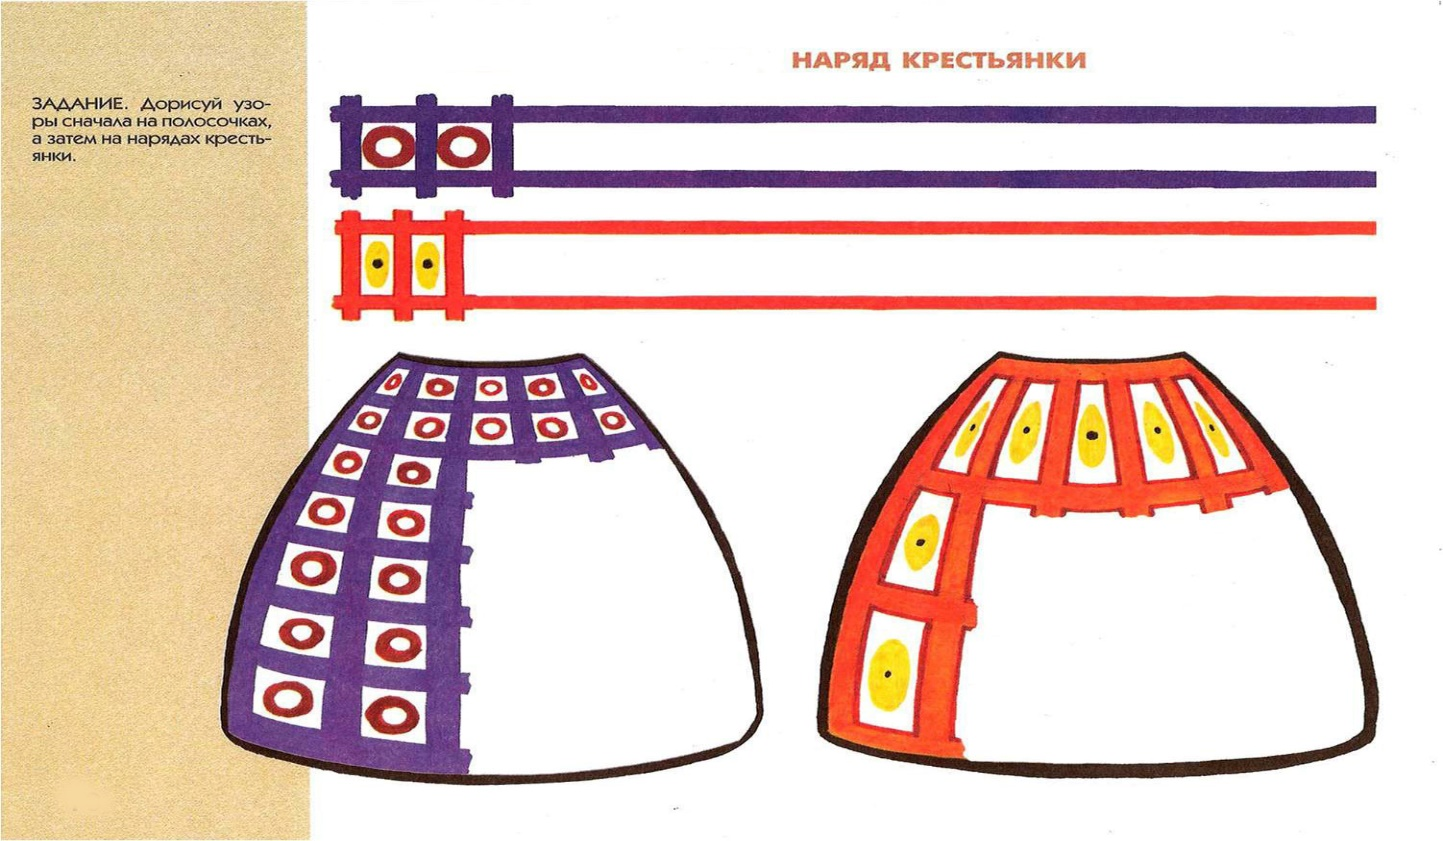 НАРЯД КРЕСТЬЯНКИ
ЗАДАНИЕ. Дорисуй узо-
ры сначала на полосочках,
а затем на нарядах кресть-
янки.